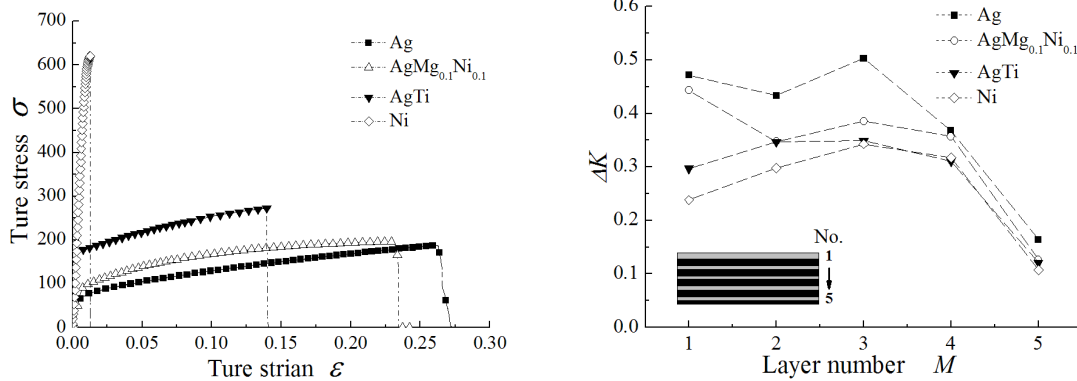 700
600
500
400
300
200
100
0
0.00 0.05 0.10 0.15 0.20 0.25 0.30
Ture stress σ
Ture strian ε
Ag
AgMg0.1Ni0.1
AgTi
Ni
0.6
0.5
0.4
0.3
0.2
0.1
0.0
1 2 3 4 5
ΔK
Layer number M
Ag
AgMg0.1Ni0.1
AgTi
Ni
No.
1
5